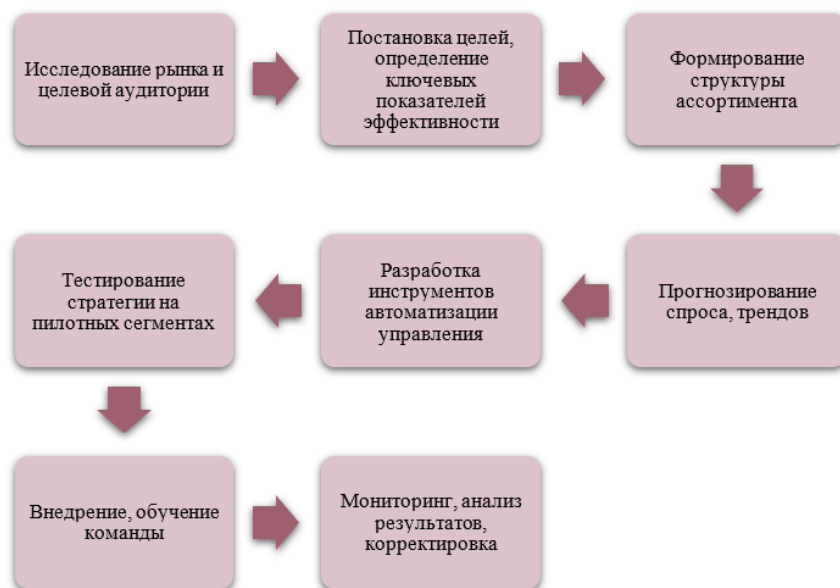 Исследование рынка и
целевой аудитории
Постановка целей,
определение
ключевых
показателей
эффективности
Формирование
структуры
ассортимента
Прогнозирование
спроса, трендов
Разработка
инструментов
автоматизации
управления
Тестирование
стратегии на
пилотных сегментах
Внедрение, обучение
команды
Мониторинг, анализ
результатов,
корректировка